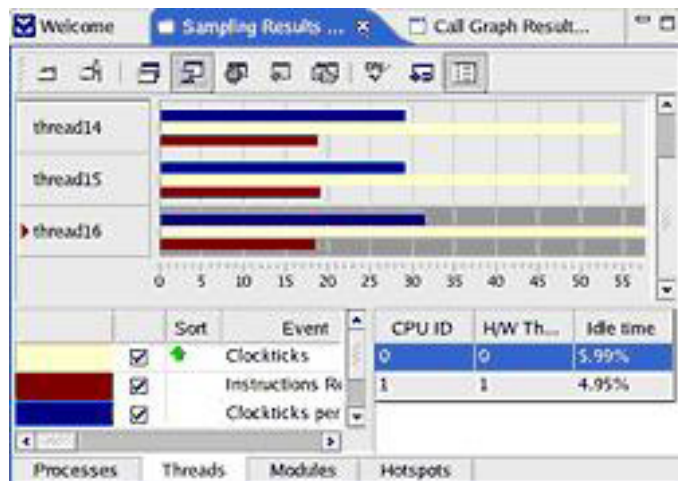 Welcome
Sampling Results ...
Call Graph Result...
thread14
thread15
thread16
0 5 10 15 20 25 30 35 40 45 50 55
Sort Event
Clockticks
Instructions Re
Clockticks per
CPU ID H/W Th... Idle time
0 0 5.99%
1 1 4.95%
Processes Threads Modules Hotspots